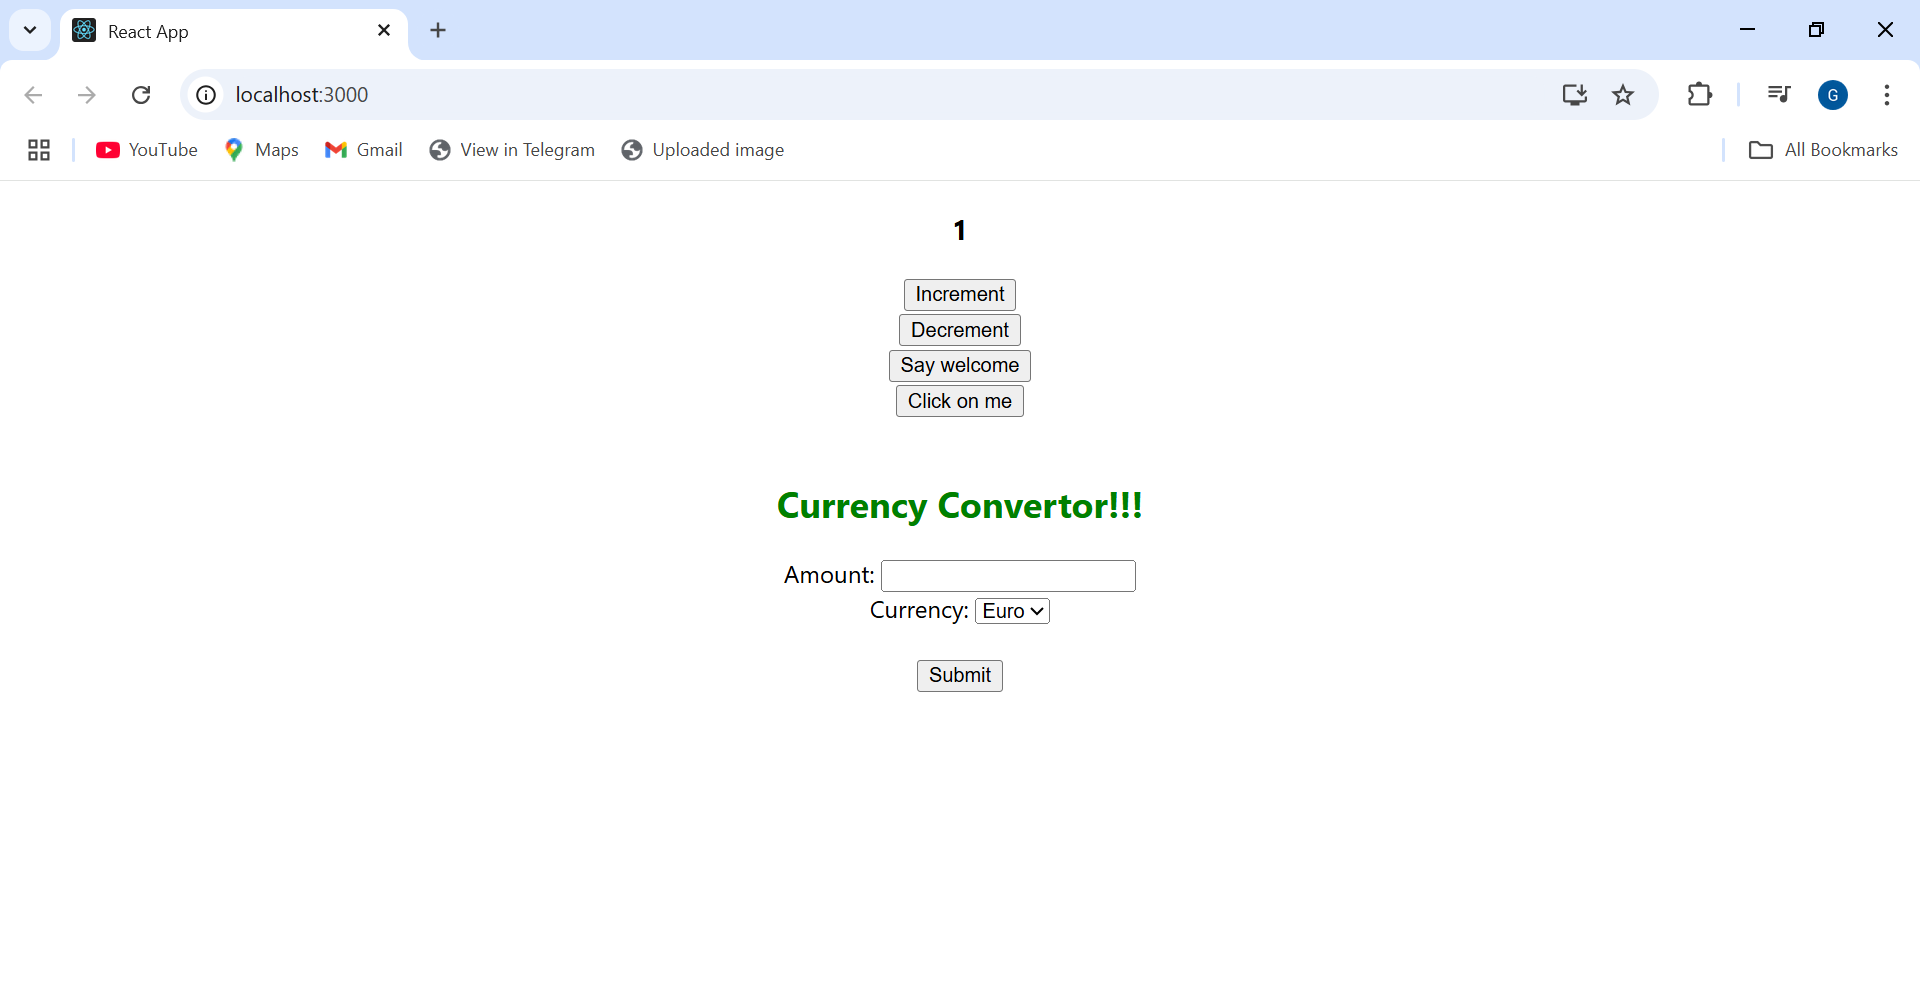 React App
localhost:3000
G
YouTube Maps Gmail View in Telegram Uploaded image All Bookmarks
1
Increment
Decrement
Say welcome
Click on me
Currency Convertor!!!
Amount:
Currency: Euro
Submit